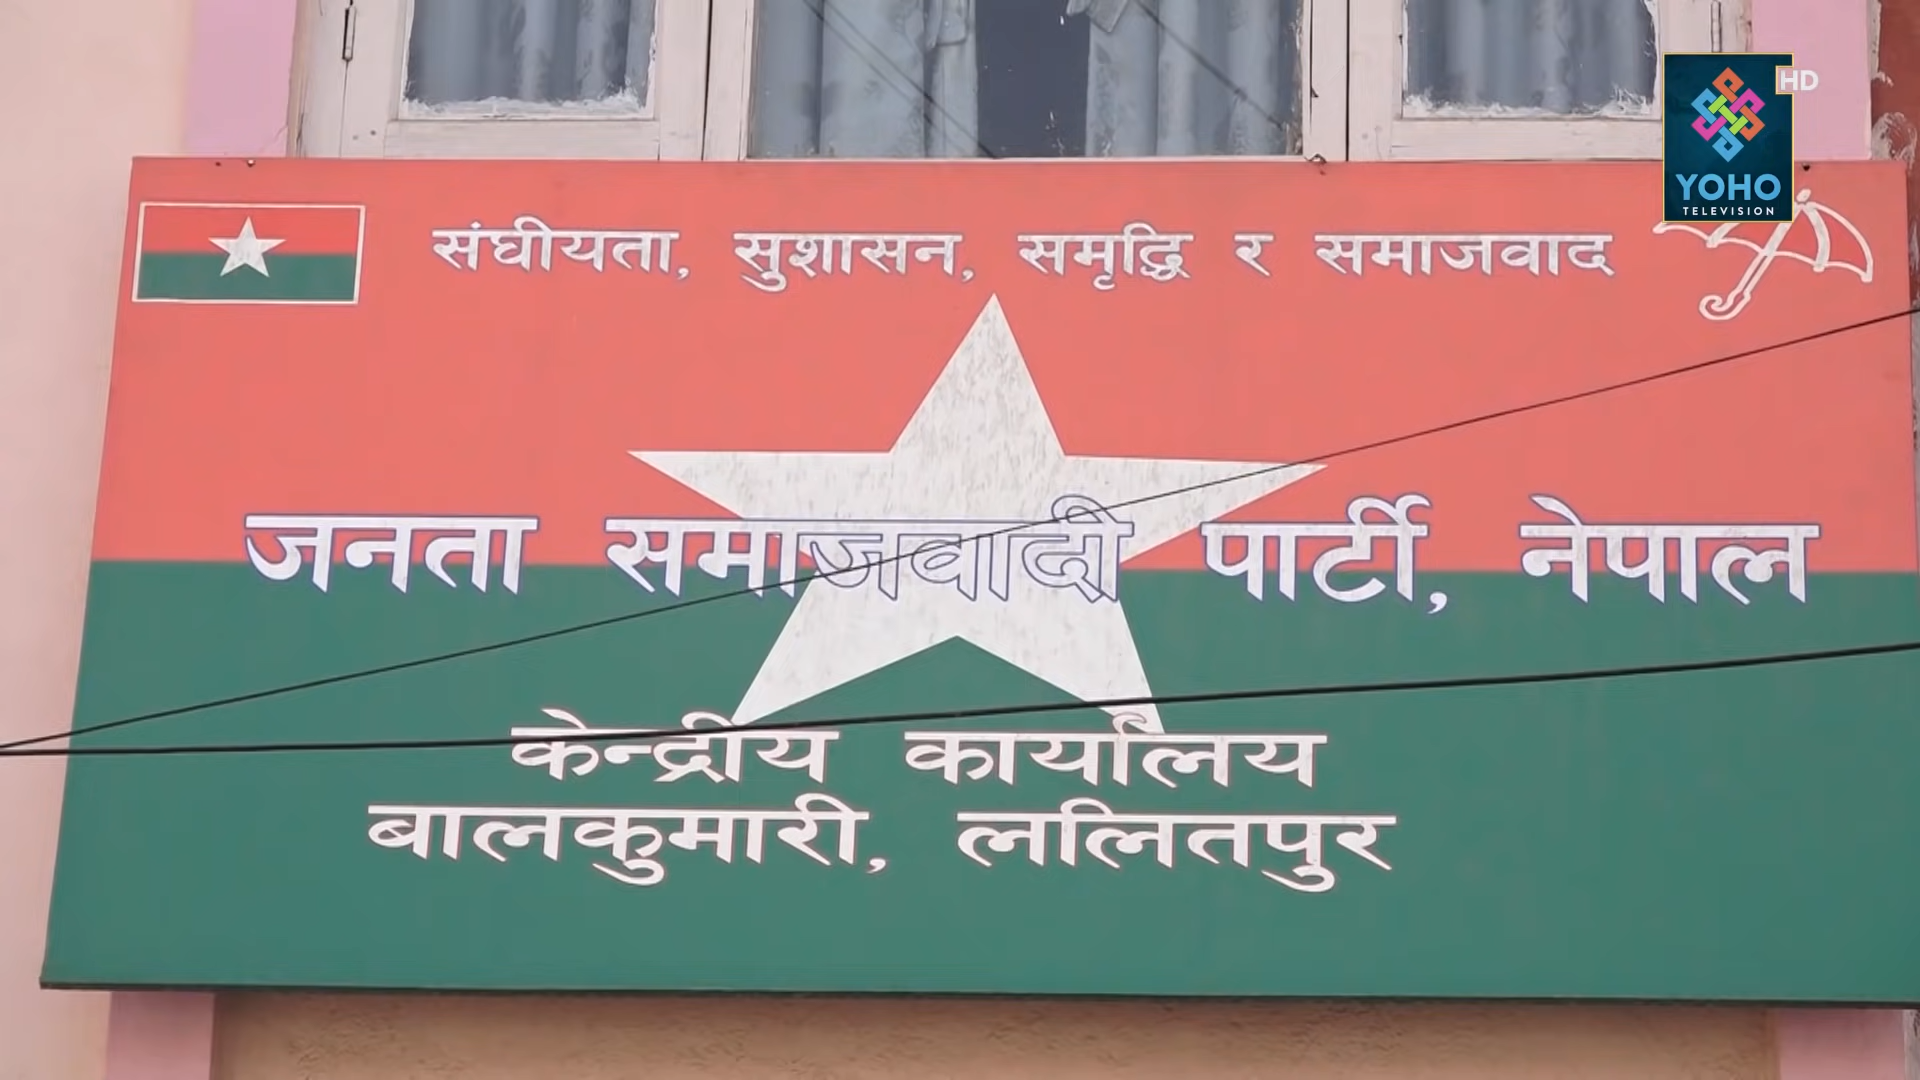 HD
YOHO
TELEVISION
संघीयता, सुशासन, समृद्धि र समाजवाद
जनता समाजवादी पार्टी, नेपाल
केन्द्रीय कार्यालय
बालकुमारी, ललितपुर